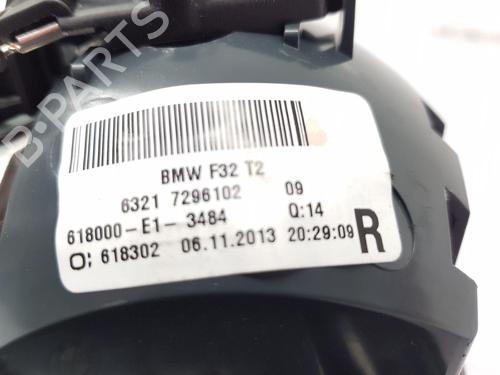 BMW F32 T2
6321 7296102 09
618000-E1-3484 Q:14
O; 618302 06.11.2013 20:29:09 R
B-PARTS